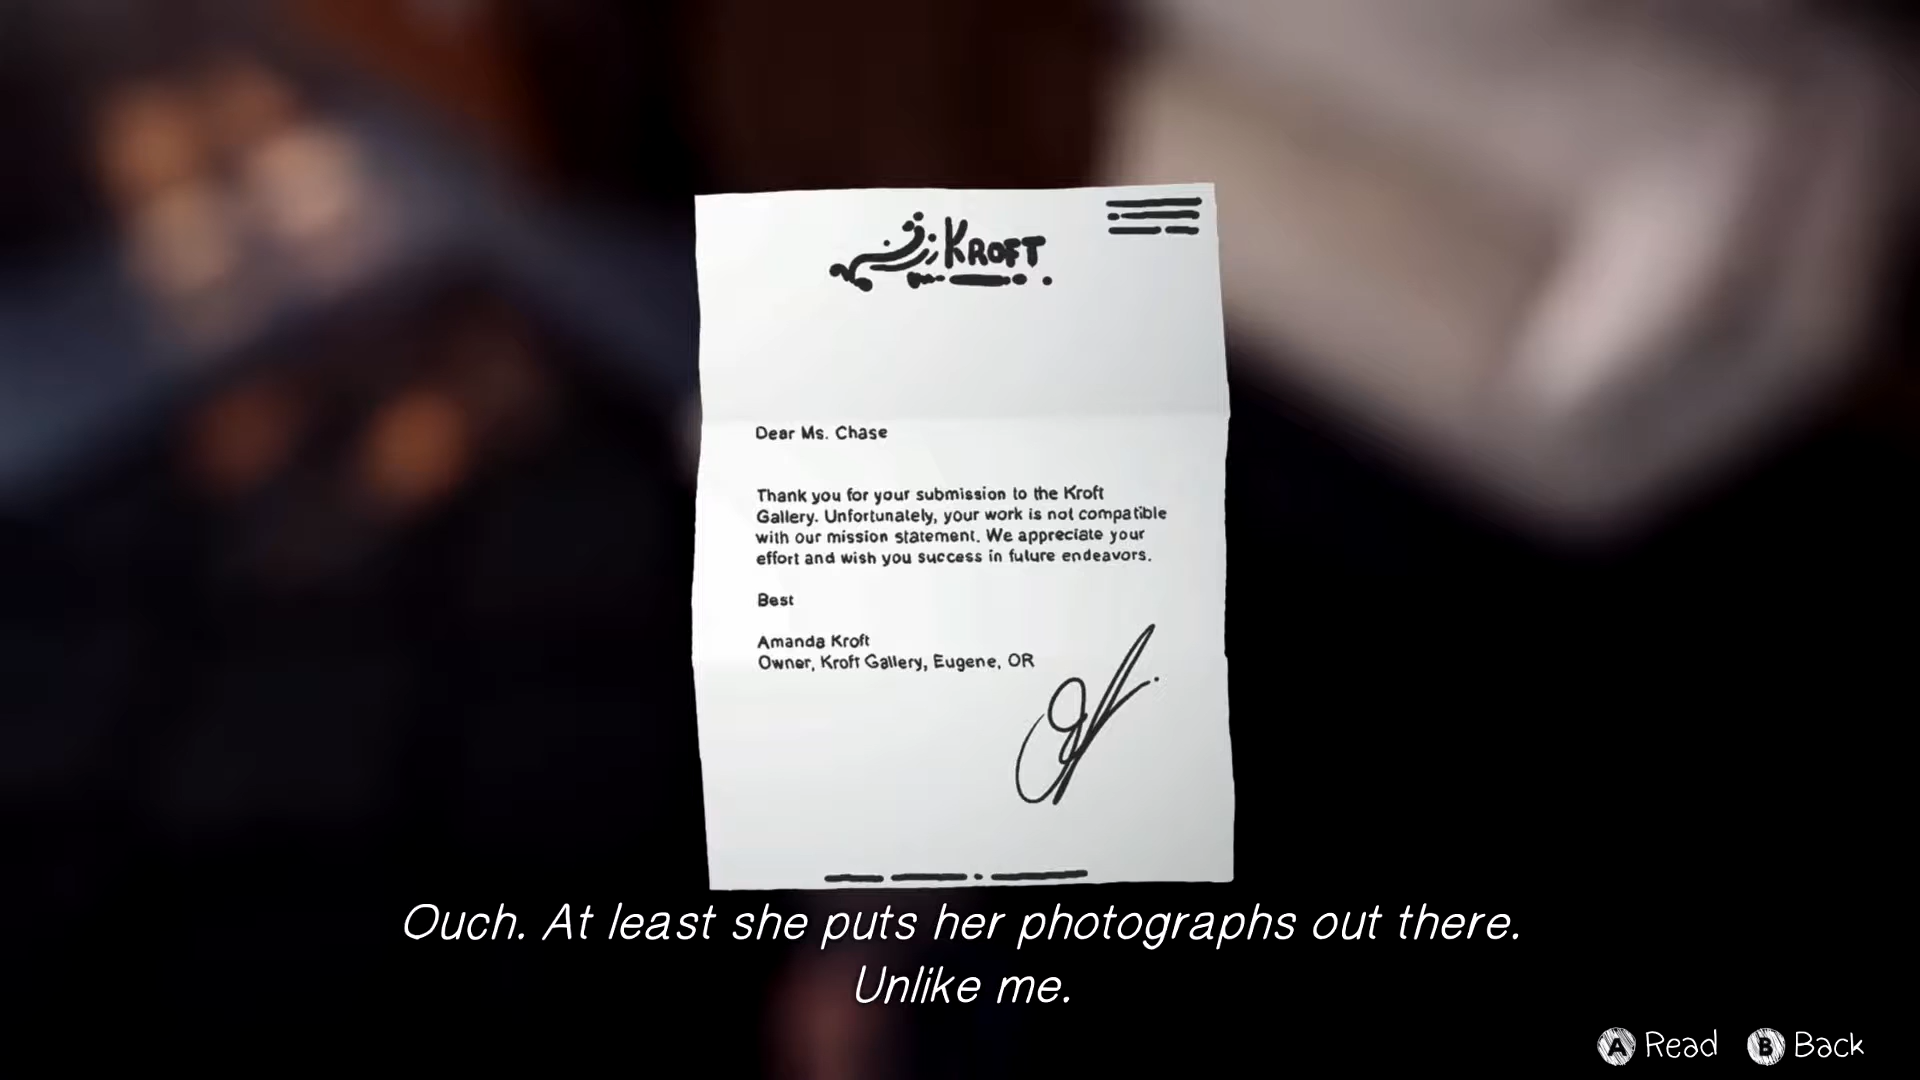 KROFT
Dear Ms. Chase
Thank you for your submission to the Kroft
Gallery. Unfortunately, your work is not compatible
with our mission statement. We appreciate your
effort and wish you success in future endeavors.
Best
Amanda Kroft
Owner, Kroft Gallery, Eugene, OR
Ouch. At least she puts her photographs out there.
Unlike me.
A Read B Back